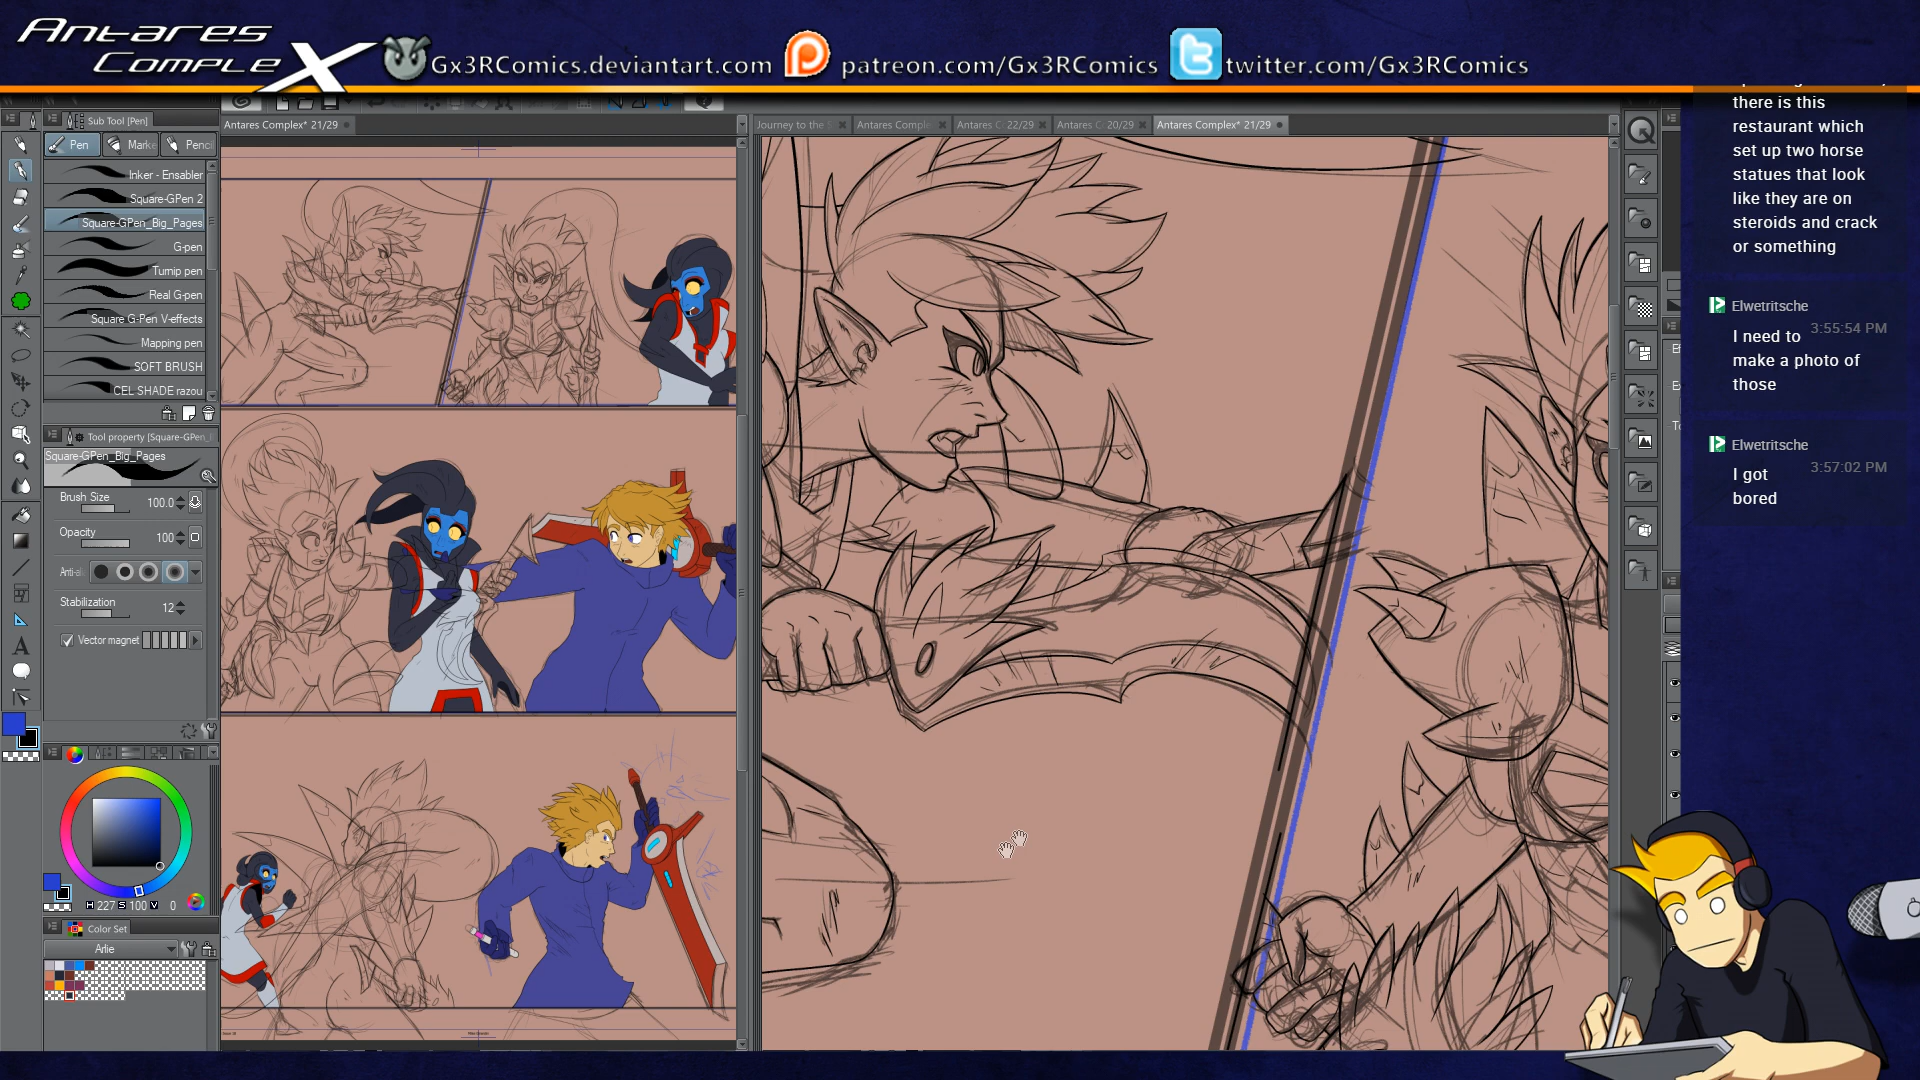 Antares
Complex
Gx3RComics.deviantart.com
patreon.com/Gx3RComics
twitter.com/Gx3RComics
Sub Tool [Pen]
Pen
Marke
Pencil
Inker - Ensabler
Square-GPen 2
Square-GPen_Big_Pages
G-pen
Turnip pen
Real G-pen
Square G-Pen V-effects
Mapping pen
SOFT BRUSH
CEL SHADE razou
Tool property [Square-GPen_
Square-GPen_Big_Pages
Brush Size
100.0
Opacity
100
Anti-al
Stabilization
12
Vector magnet
H 227 S 100 V 0
Color Set
Arlie
Antares Complex* 21/29
Journey to the
Antares Comple
Antares C 22/29
Antares C 20/29
Antares Complex* 21/29
there is this
restaurant which
set up two horse
statues that look
like they are on
steroids and crack
or something
Elwetritsche
3:55:54 PM
I need to
make a photo of
those
Elwetritsche
3:57:02 PM
I got
bored